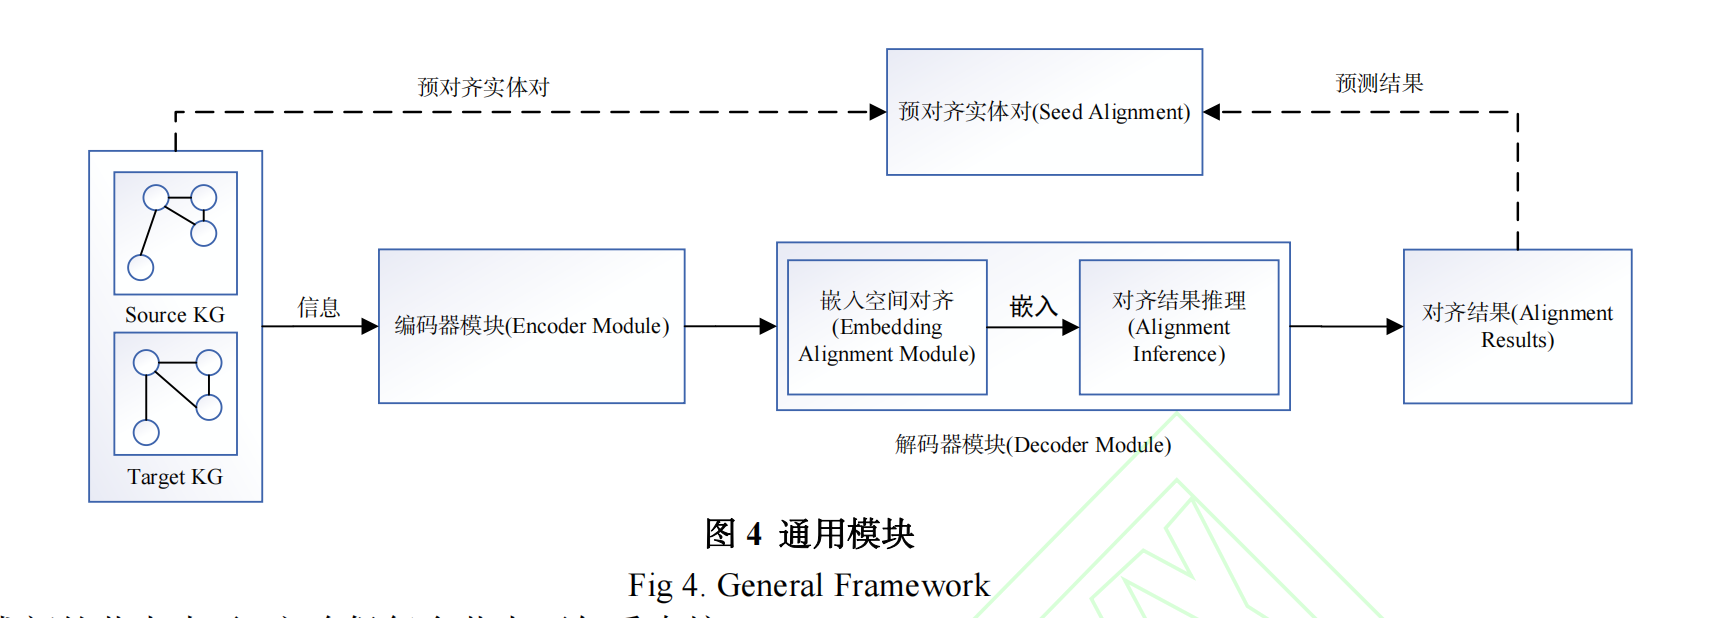 预对齐实体对
预对齐实体对(Seed Alignment)
预测结果
Source KG
Target KG
信息
编码器模块(Encoder Module)
嵌入空间对齐
(Embedding
Alignment Module)
嵌入
对齐结果推理
(Alignment
Inference)
解码器模块(Decoder Module)
对齐结果(Alignment
Results)
图 4 通用模块
Fig 4. General Framework